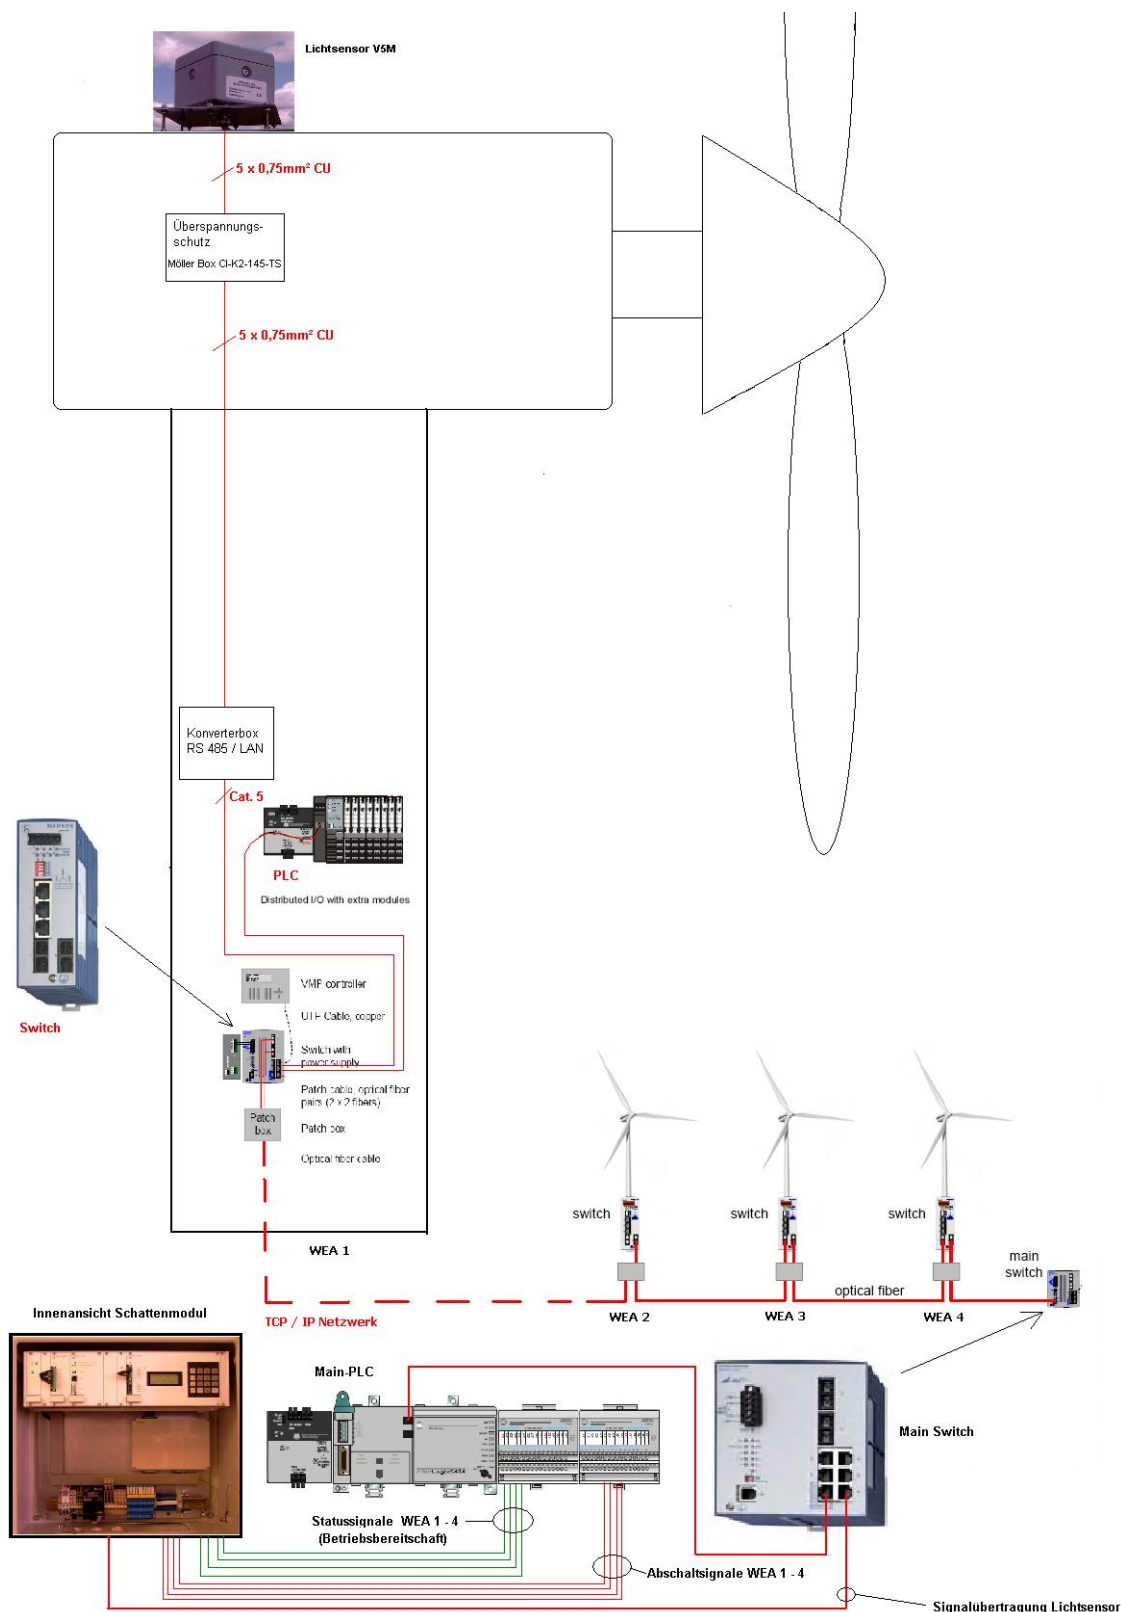 Lichtsensor V5M
5 x 0,75mm² CU
Überspannungs-
schutz
Möller Box CI-K2-145-TS
5 x 0,75mm² CU
Konverterbox
RS 485 / LAN
Cat. 5
PLC
Distributed I/O with extra modules
Switch
VMP controller
UTP Cable, copper
Switch with
power supply
Patch cable, optical fiber
pairs (2 x 2 fibers)
Patch
box
Patch box
Optical fiber cable
WEA 1
switch
switch
switch
main
switch
optical fiber
WEA 2
WEA 3
WEA 4
TCP / IP Netzwerk
Innenansicht Schattenmodul
Main-PLC
Main Switch
Statussignale WEA 1 - 4
(Betriebsbereitschaft)
Abschaltsignale WEA 1 - 4
Signalübertragung Lichtsensor